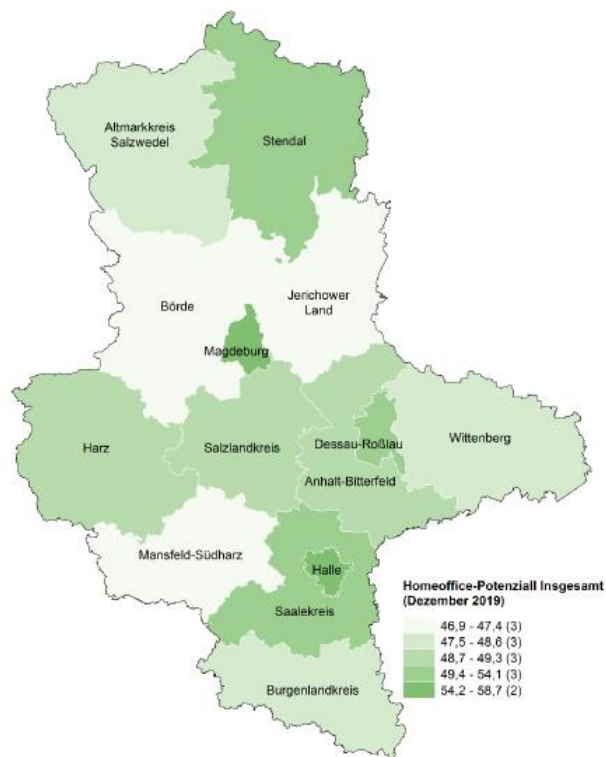 Altmarkkreis
Salzwedel
Stendal
Börde
Jerichower
Land
Magdeburg
Harz
Salzlandkreis
Dessau-Roßlau
Wittenberg
Anhalt-Bitterfeld
Mansfeld-Südharz
Halle
Saalekreis
Burgenlandkreis
Homeoffice-Potenziall Insgesamt
(Dezember 2019)
46,9 - 47,4 (3)
47,5 - 48,6 (3)
48,7 - 49,3 (3)
49,4 - 54,1 (3)
54,2 - 58,7 (2)